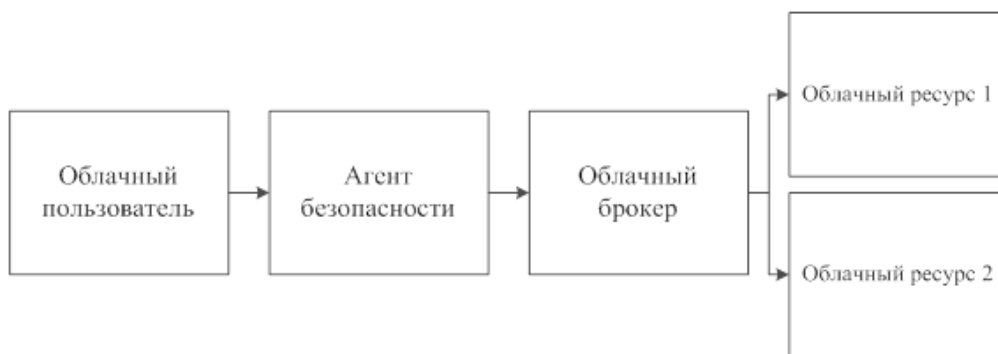 Облачный
пользователь
Агент
безопасности
Облачный
брокер
Облачный ресурс 1
Облачный ресурс 2